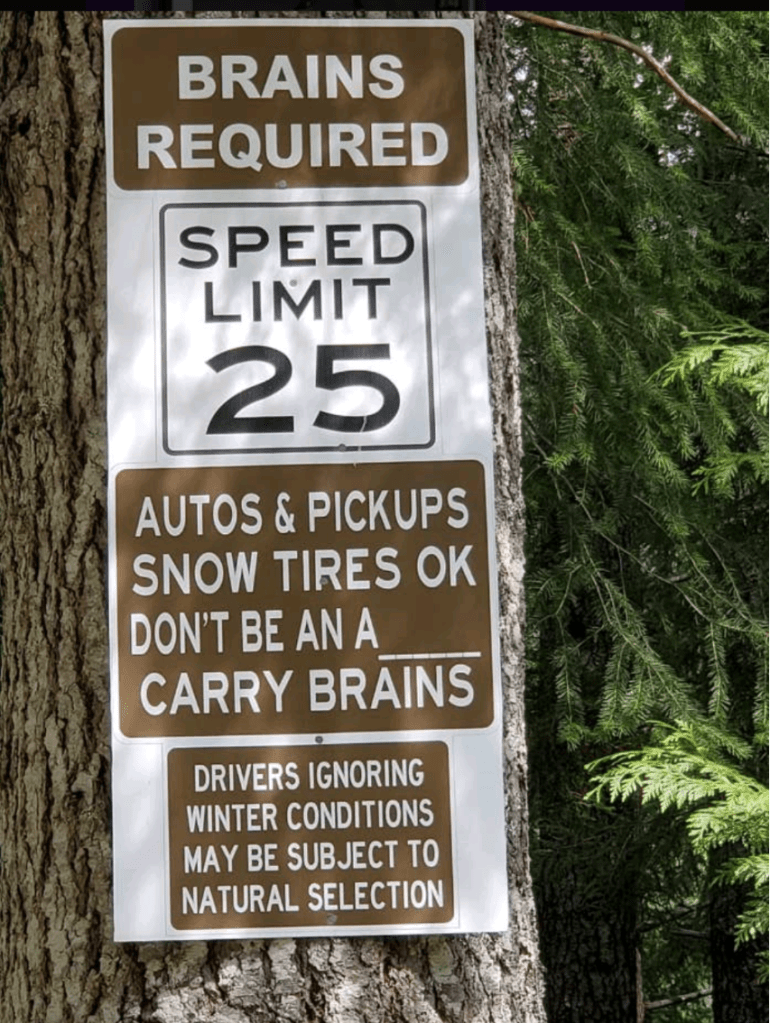 BRAINS
REQUIRED
SPEED
LIMIT
25
AUTOS & PICKUPS
SNOW TIRES OK
DON'T BE AN A_____
CARRY BRAINS
DRIVERS IGNORING
WINTER CONDITIONS
MAY BE SUBJECT TO
NATURAL SELECTION